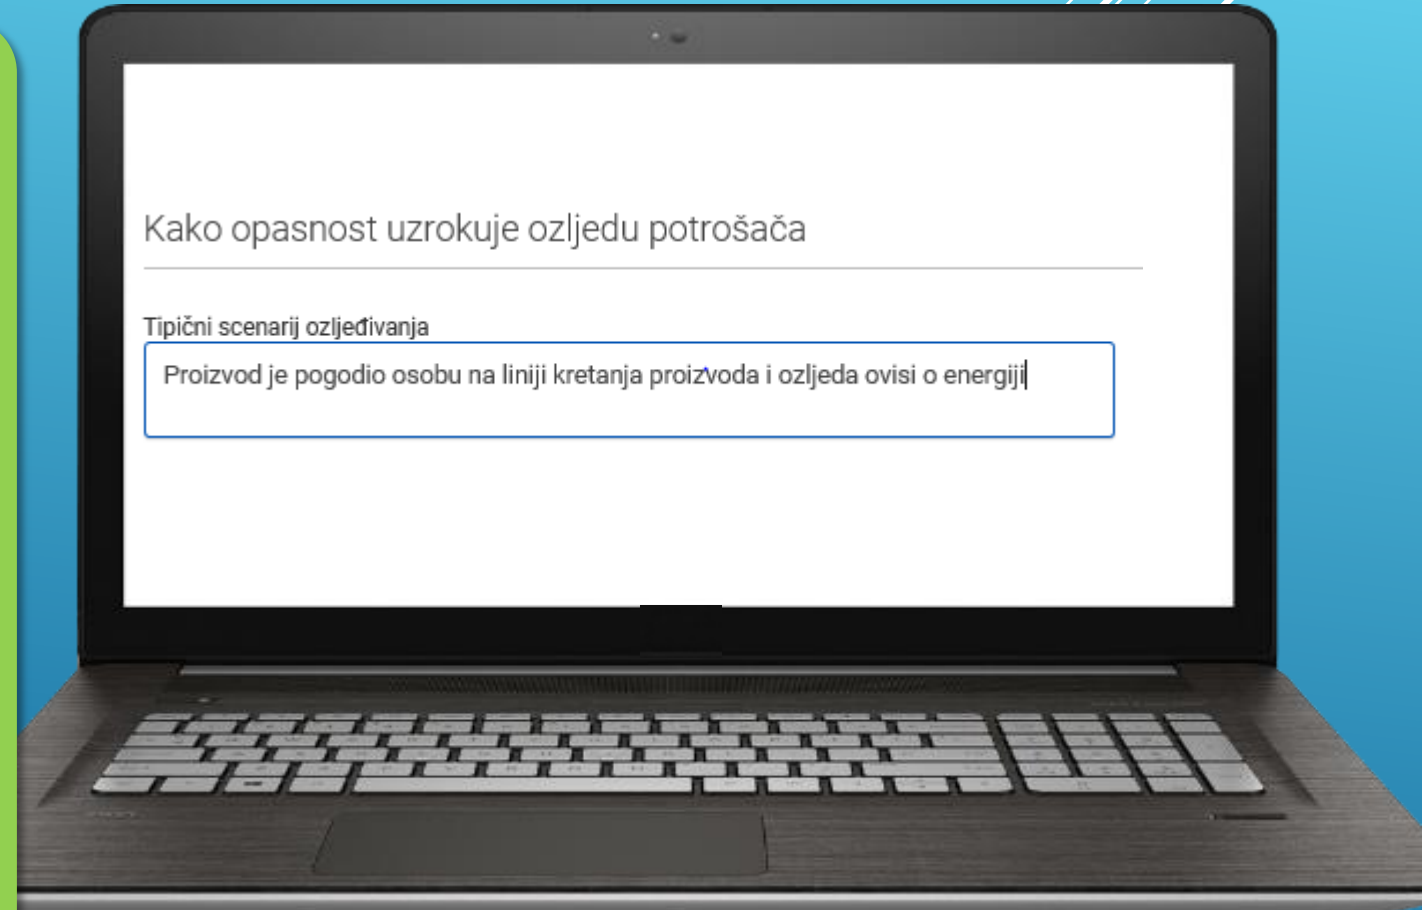 Kako opasnost uzrokuje ozljedu potrošača
Tipični scenarij ozljeđivanja
Proizvod je pogodio osobu na liniji kretanja proizvoda i ozljeda ovisi o energiji